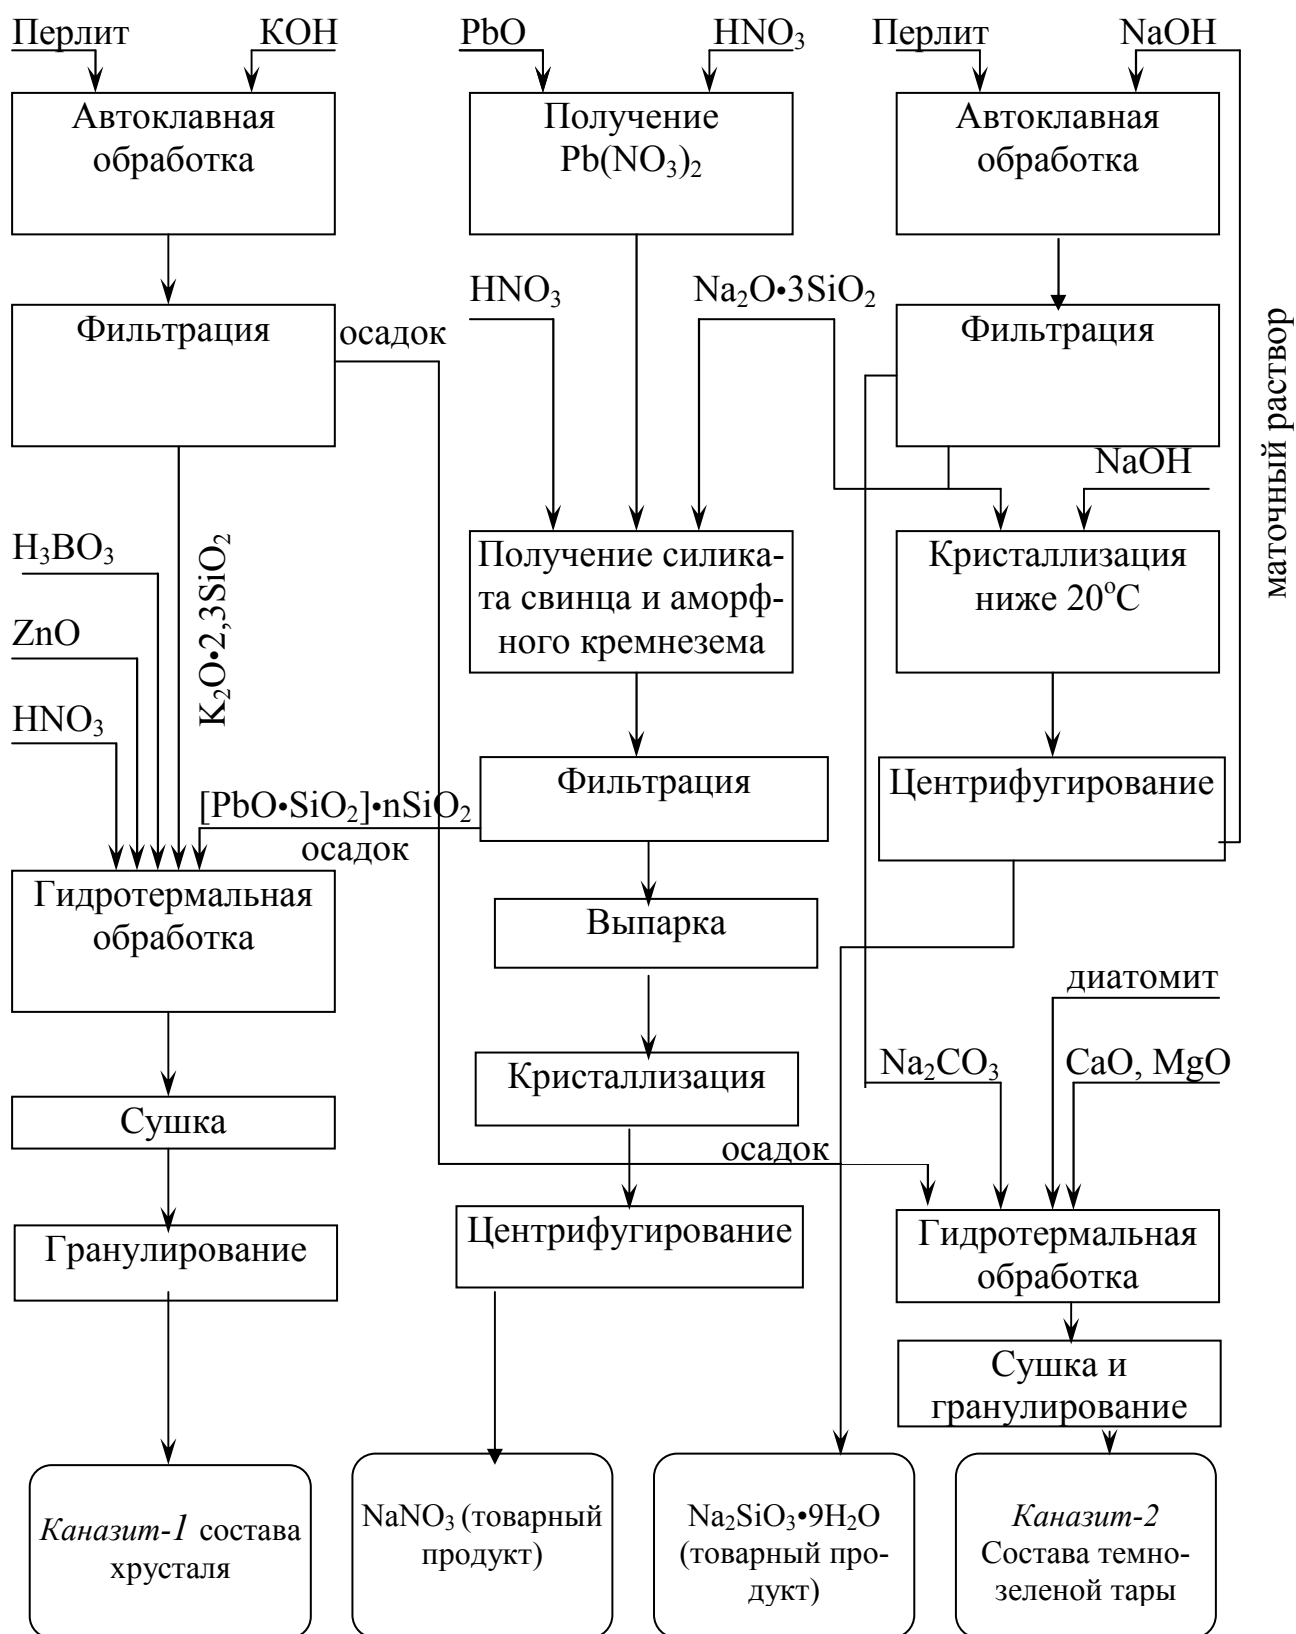 Перлит
КОН
PbO
HNO₃
Перлит
NaOH
Автоклавная
обработка
Получение
Pb(NO₃)₂
Автоклавная
обработка
HNO₃
Na₂O•3SiO₂
Фильтрация
осадок
Фильтрация
маточный раствор
NaOH
H₃BO₃
ZnO
HNO₃
K₂O•2,3SiO₂
Получение силика-
та свинца и аморф-
ного кремнезема
Кристаллизация
ниже 20°С
Фильтрация
Центрифугирование
[PbO•SiO₂]•nSiO₂
осадок
Гидротермальная
обработка
Выпарка
диатомит
Na₂CO₃
CaO, MgO
Кристаллизация
Сушка
осадок
Гранулирование
Центрифугирование
Гидротермальная
обработка
Сушка и
гранулирование
Каназит-1 состава
хрусталя
NaNO₃ (товарный
продукт)
Na₂SiO₃•9H₂O
(товарный про-
дукт)
Каназит-2
Состава темно-
зеленой тары